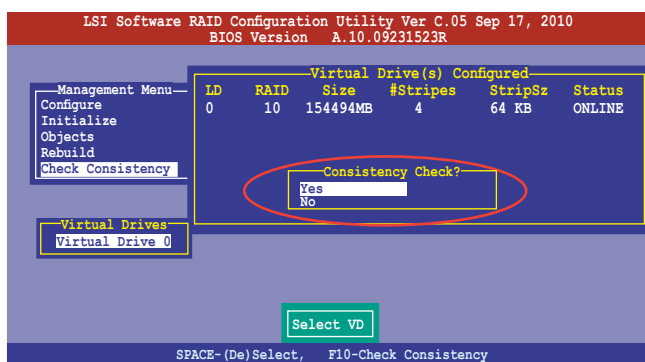 LSI Software RAID Configuration Utility Ver C.05 Sep 17, 2010
BIOS Version A.10.09231523R
Virtual Drive(s) Configured
LD RAID Size #Stripes StripSz Status
0 10 154494MB 4 64 KB ONLINE
Management Menu
Configure
Initialize
Objects
Rebuild
Check Consistency
Consistency Check?
Yes
No
Virtual Drives
Virtual Drive 0
Select VD
SPACE-(De)Select, F10-Check Consistency